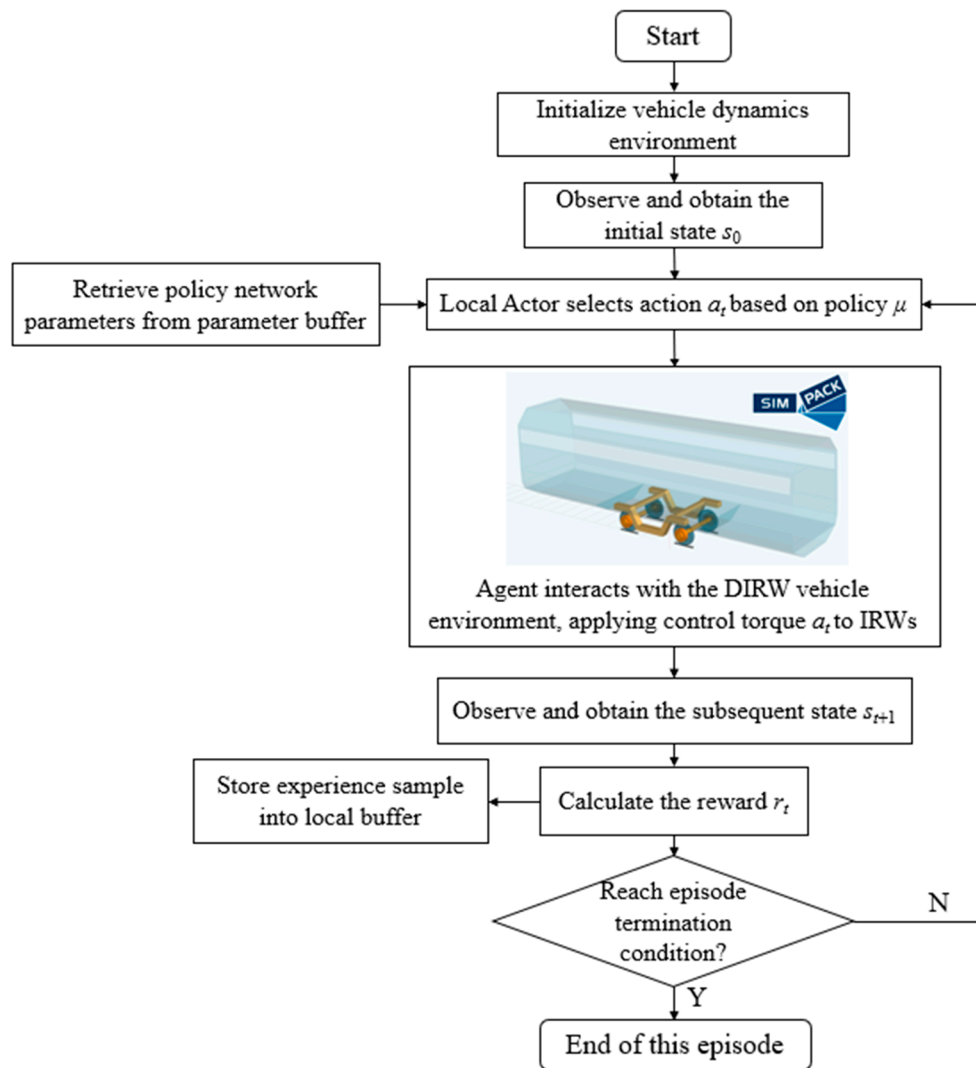 Start
Initialize vehicle dynamics
environment
Observe and obtain the
initial state s₀
Retrieve policy network
parameters from parameter buffer
Local Actor selects action aₜ based on policy μ
SIM PACK
Agent interacts with the DIRW vehicle
environment, applying control torque aₜ to IRWs
Observe and obtain the subsequent state sₜ₊₁
Store experience sample
into local buffer
Calculate the reward rₜ
Reach episode
termination
condition?
N
Y
End of this episode